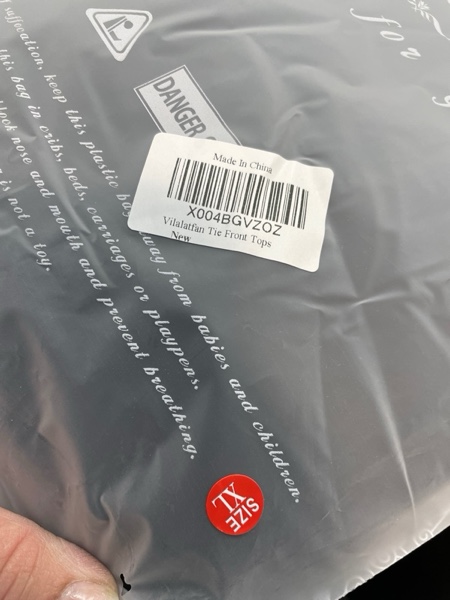 for
DANGER
Made In China
X004BGVZOZ
Vilalatfan Tie Front Tops
New
suffocation, keep this plastic bag away from babies and children.
this bag in cribs, beds, carriages or playpens.
nose and mouth and prevent breathing.
is not a toy.
SIZE
XL